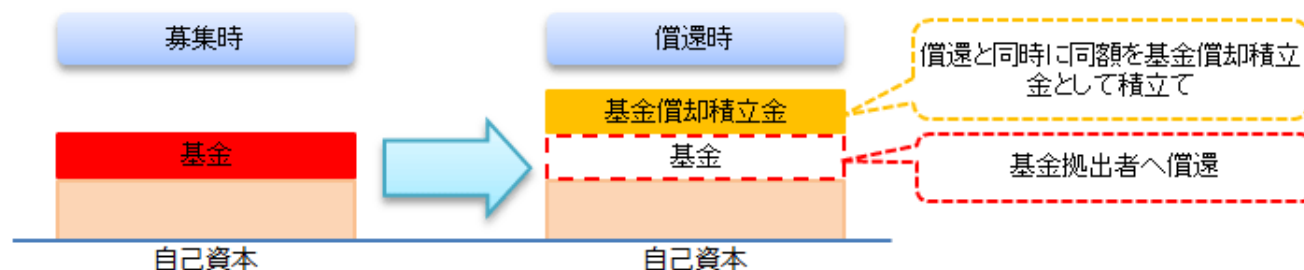 募集時
償還時
償還と同時に同額を基金償却積立
金として積立て
基金償却積立金
基金
基金
基金拠出者へ償還
自己資本
自己資本